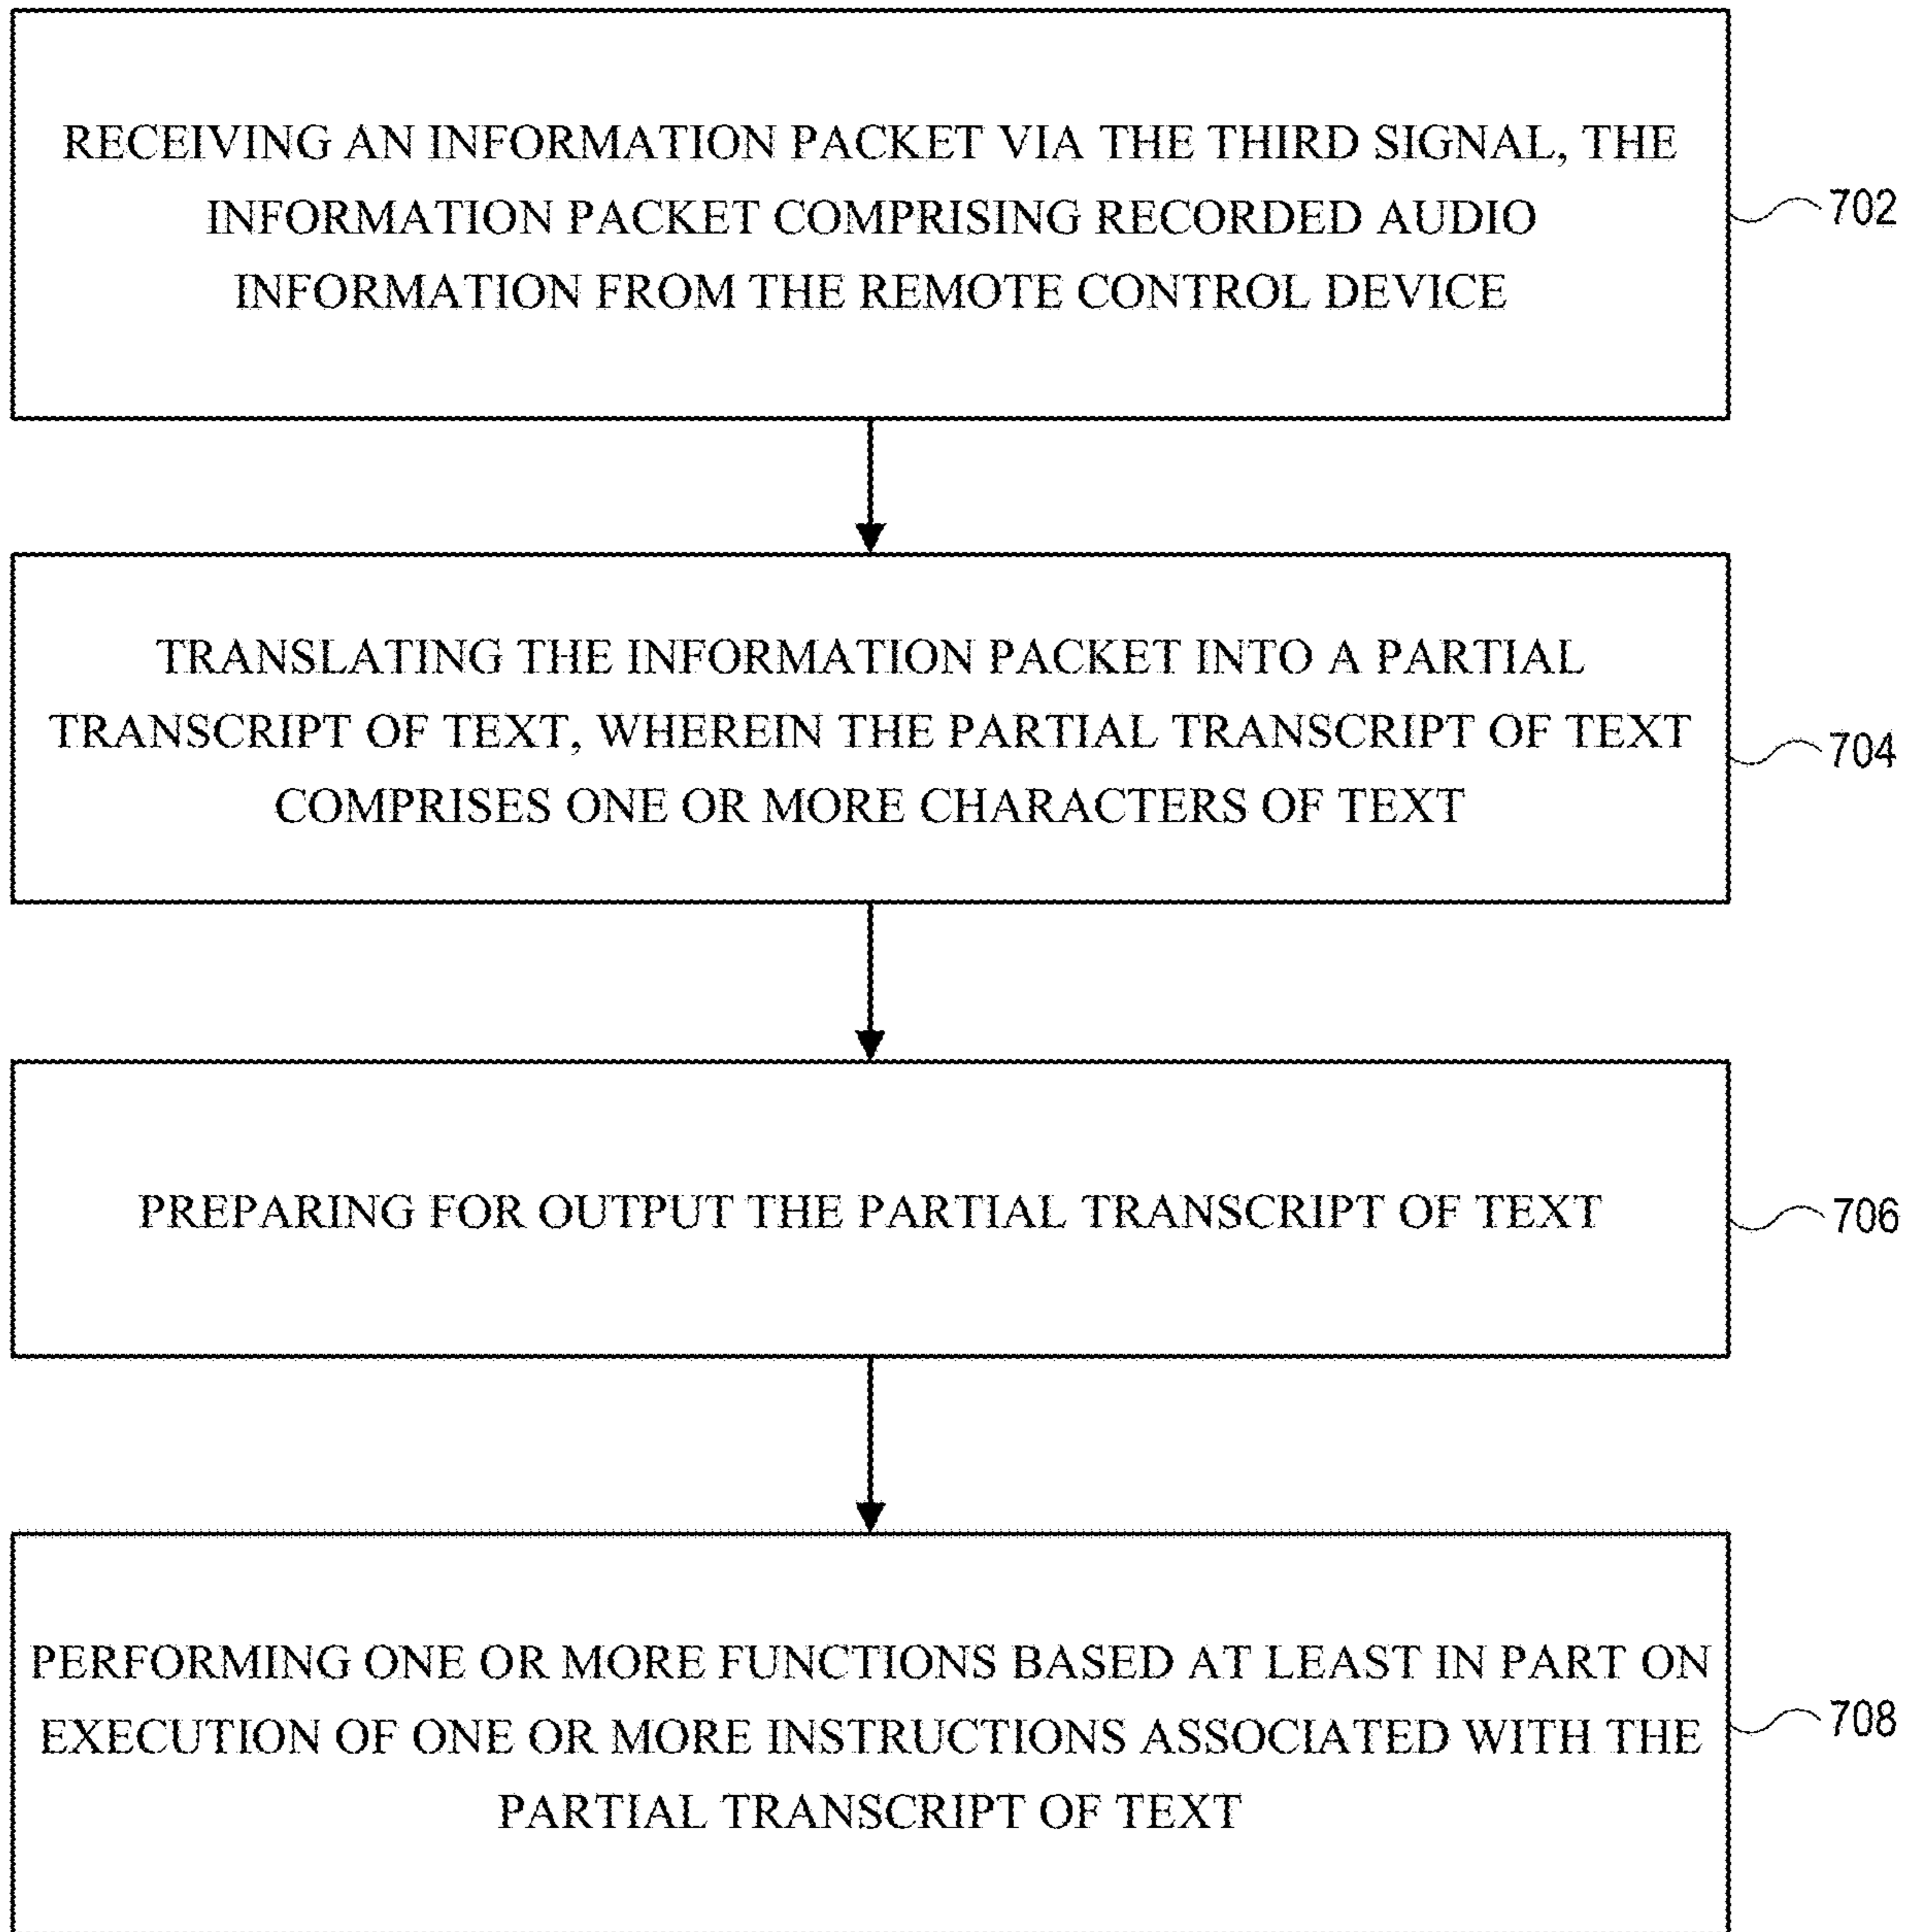 RECEIVING AN INFORMATION PACKET VIA THE THIRD SIGNAL, THE
INFORMATION PACKET COMPRISING RECORDED AUDIO
INFORMATION FROM THE REMOTE CONTROL DEVICE
702
TRANSLATING THE INFORMATION PACKET INTO A PARTIAL
TRANSCRIPT OF TEXT, WHEREIN THE PARTIAL TRANSCRIPT OF TEXT
COMPRISES ONE OR MORE CHARACTERS OF TEXT
704
PREPARING FOR OUTPUT THE PARTIAL TRANSCRIPT OF TEXT
706
PERFORMING ONE OR MORE FUNCTIONS BASED AT LEAST IN PART ON
EXECUTION OF ONE OR MORE INSTRUCTIONS ASSOCIATED WITH THE
PARTIAL TRANSCRIPT OF TEXT
708